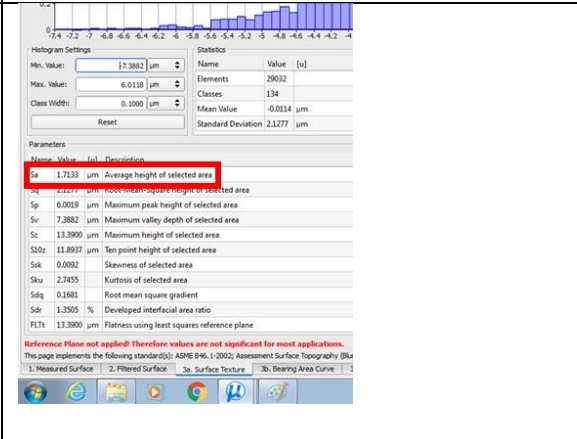 0.2
0
-7.4 -7.2 -7 -6.8 -6.6 -6.4 -6.2 -6 -5.8 -5.6 -5.4 -5.2 -5 -4.8 -4.6 -4.4 -4.2 -4
Histogram Settings
Min. Value: -7.3882 µm
Max. Value: 6.0118 µm
Class Width: 0.1000 µm
Reset
Statistics
Name Value [u]
Elements 29032
Classes 134
Mean Value -0.0114 µm
Standard Deviation 2.1277 µm
Parameters
Name Value [u] Description
Sa 1.7133 µm Average height of selected area
Sq 2.1277 µm Root-Mean-Square height of selected area
Sp 6.0019 µm Maximum peak height of selected area
Sv 7.3882 µm Maximum valley depth of selected area
Sz 13.3900 µm Maximum height of selected area
S10z 11.8937 µm Ten point height of selected area
Ssk 0.0092 Skewness of selected area
Sku 2.7455 Kurtosis of selected area
Sdq 0.1681 Root mean square gradient
Sdr 1.3505 % Developed interfacial area ratio
FLTt 13.3900 µm Flatness using least squares reference plane
Reference Plane not applied! Therefore values are not significant for most applications.
This page implements the following standard(s): ASME B46.1-2002; Assessment Surface Topography (Blu
1. Measured Surface 2. Filtered Surface 3a. Surface Texture 3b. Bearing Area Curve 3